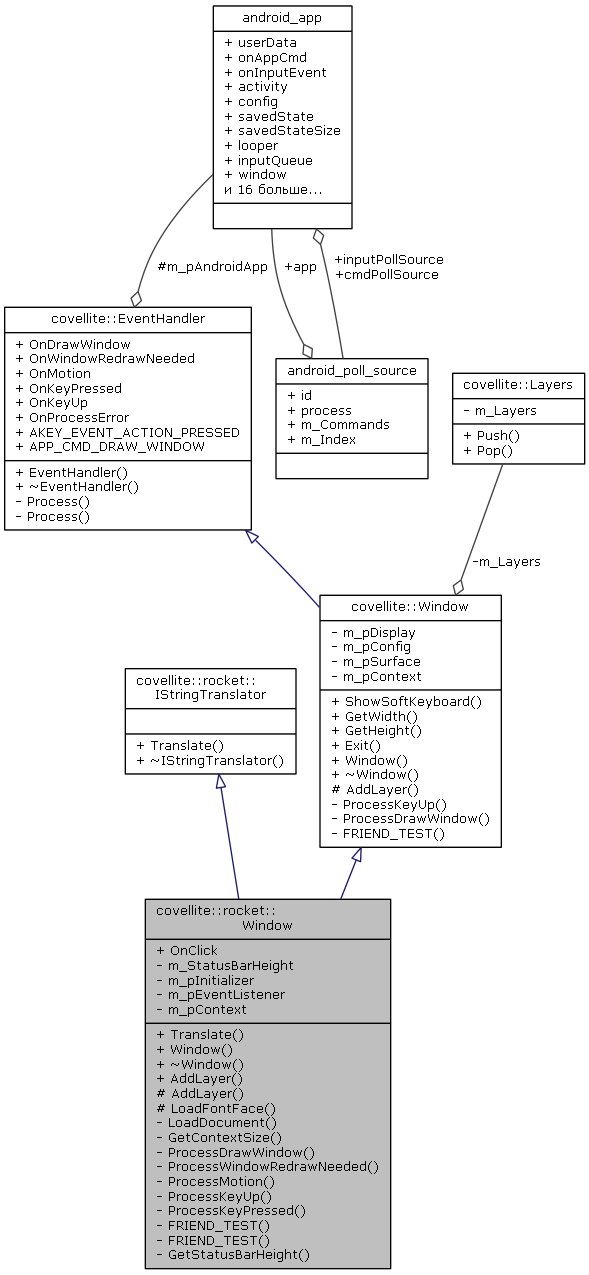 android_app
+ userData
+ onAppCmd
+ onInputEvent
+ activity
+ config
+ savedState
+ savedStateSize
+ looper
+ inputQueue
+ window
и 16 больше...
#m_pAndroidApp
+app
+inputPollSource
+cmdPollSource
covellite::EventHandler
+ OnDrawWindow
+ OnWindowRedrawNeeded
+ OnMotion
+ OnKeyPressed
+ OnKeyUp
+ OnProcessError
+ AKEY_EVENT_ACTION_PRESSED
+ APP_CMD_DRAW_WINDOW
+ EventHandler()
+ ~EventHandler()
- Process()
- Process()
android_poll_source
+ id
+ process
+ m_Commands
+ m_Index
covellite::Layers
- m_Layers
+ Push()
+ Pop()
-m_Layers
covellite::Window
- m_pDisplay
- m_pConfig
- m_pSurface
- m_pContext
+ ShowSoftKeyboard()
+ GetWidth()
+ GetHeight()
+ Exit()
+ Window()
+ ~Window()
# AddLayer()
- ProcessKeyUp()
- ProcessDrawWindow()
- FRIEND_TEST()
covellite::rocket::
IStringTranslator
+ Translate()
+ ~IStringTranslator()
covellite::rocket::
Window
+ OnClick
- m_StatusBarHeight
- m_pInitializer
- m_pEventListener
- m_pContext
+ Translate()
+ Window()
+ ~Window()
+ AddLayer()
# AddLayer()
# LoadFontFace()
- LoadDocument()
- GetContextSize()
- ProcessDrawWindow()
- ProcessWindowRedrawNeeded()
- ProcessMotion()
- ProcessKeyUp()
- ProcessKeyPressed()
- FRIEND_TEST()
- FRIEND_TEST()
- GetStatusBarHeight()